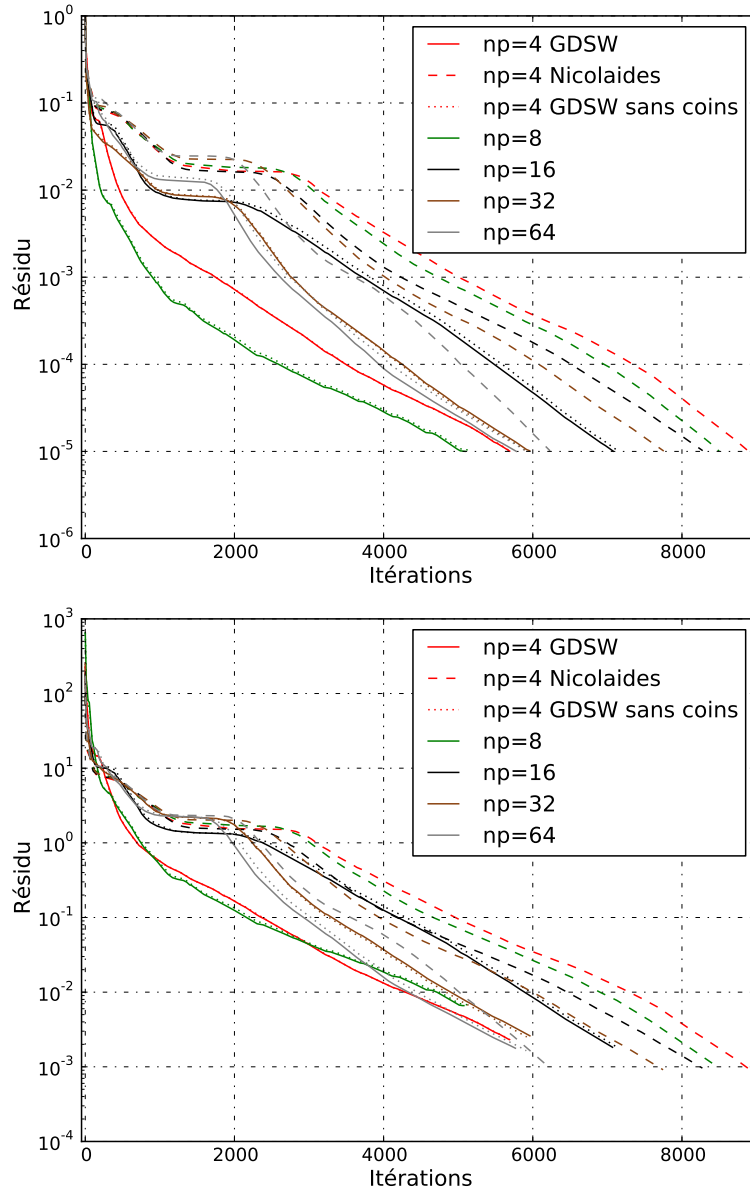 10^0
10^-1
10^-2
10^-3
10^-4
10^-5
10^-6
Résidu
np=4 GDSW
np=4 Nicolaides
np=4 GDSW sans coins
np=8
np=16
np=32
np=64
0 2000 4000 6000 8000
Itérations
10^3
10^2
10^1
10^0
10^-1
10^-2
10^-3
10^-4
Résidu
np=4 GDSW
np=4 Nicolaides
np=4 GDSW sans coins
np=8
np=16
np=32
np=64
0 2000 4000 6000 8000
Itérations